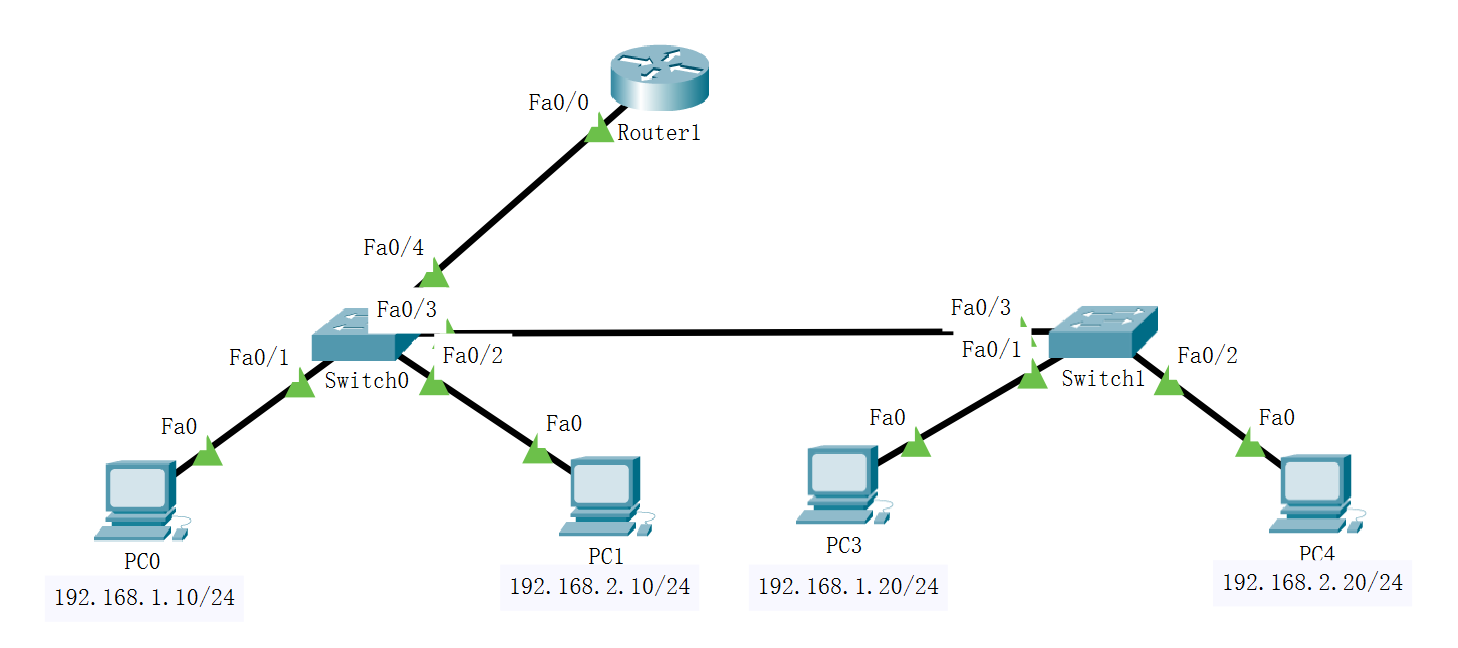 Fa0/0
Router1
Fa0/4
Fa0/3
Fa0/3
Fa0/1
Fa0/2
Fa0/1
Fa0/2
Switch0
Switch1
Fa0
Fa0
Fa0
Fa0
PC0
PC1
PC3
PC4
192.168.1.10/24
192.168.2.10/24
192.168.1.20/24
192.168.2.20/24